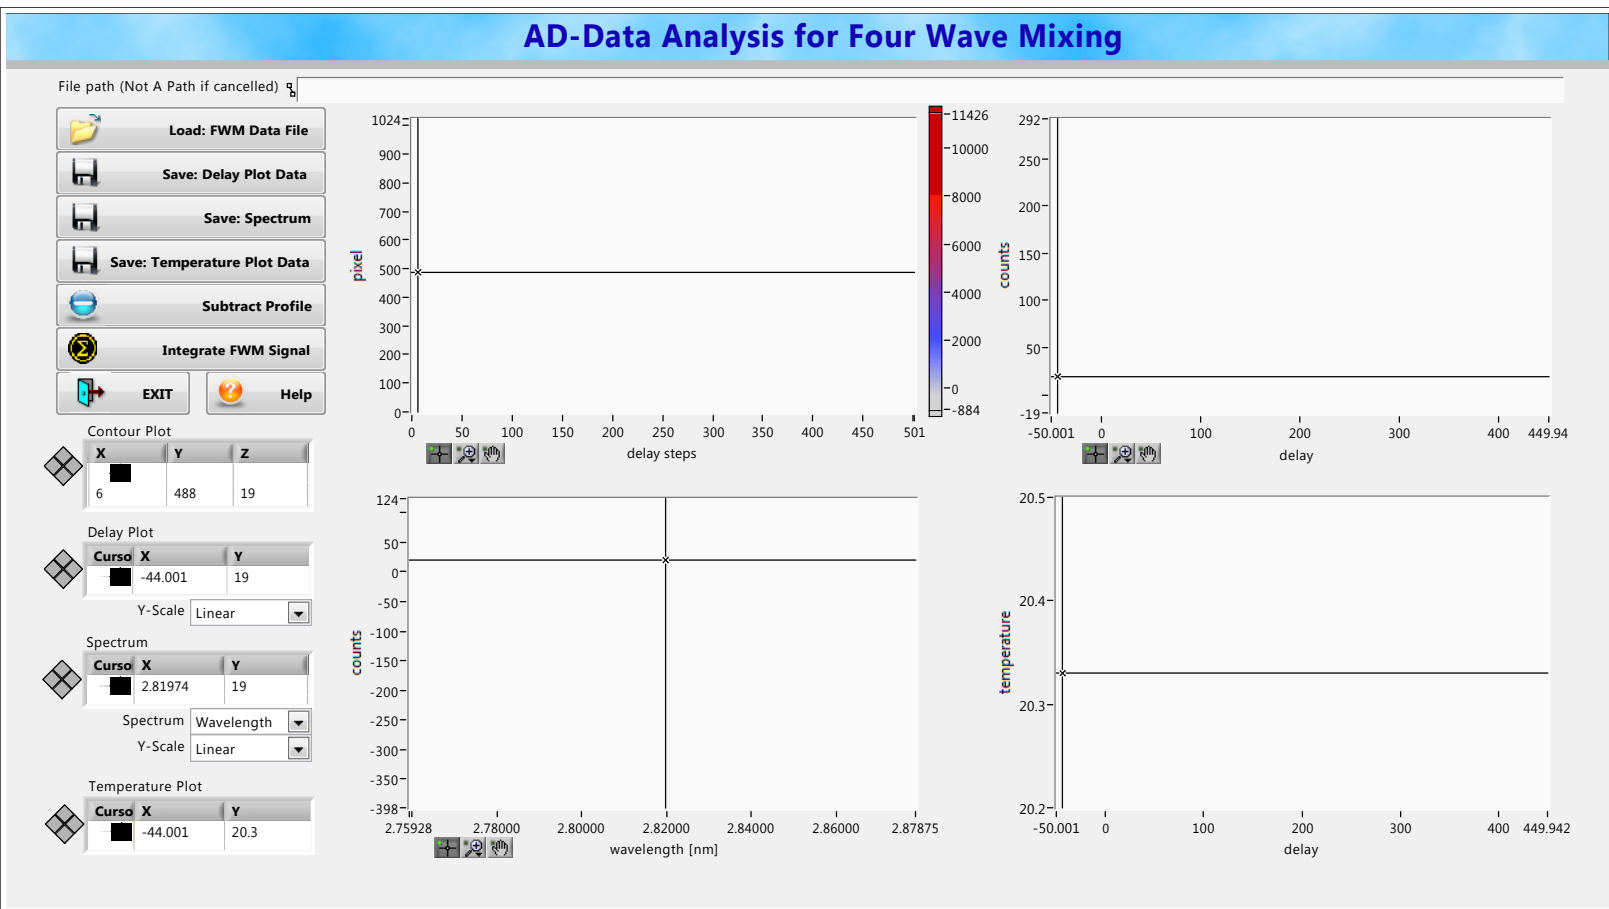 AD-Data Analysis for Four Wave Mixing
File path (Not A Path if cancelled)
Load: FWM Data File
Save: Delay Plot Data
Save: Spectrum
Save: Temperature Plot Data
Subtract Profile
Integrate FWM Signal
EXIT
Help
Contour Plot
X Y Z
6 488 19
Delay Plot
Curso X Y
-44.001 19
Y-Scale Linear
Spectrum
Curso X Y
2.81974 19
Spectrum Wavelength
Y-Scale Linear
Temperature Plot
Curso X Y
-44.001 20.3
pixel
1024
900
800
700
600
500
400
300
200
100
0
0 50 100 150 200 250 300 350 400 450 501
delay steps
11426
10000
8000
6000
4000
2000
0
-884
counts
292
250
200
150
100
50
-19
-50.001 0 100 200 300 400 449.94
delay
counts
124
50
0
-50
-100
-150
-200
-250
-300
-350
-398
2.75928 2.78000 2.80000 2.82000 2.84000 2.86000 2.87875
wavelength [nm]
temperature
20.5
20.4
20.3
20.2
-50.001 0 100 200 300 400 449.942
delay